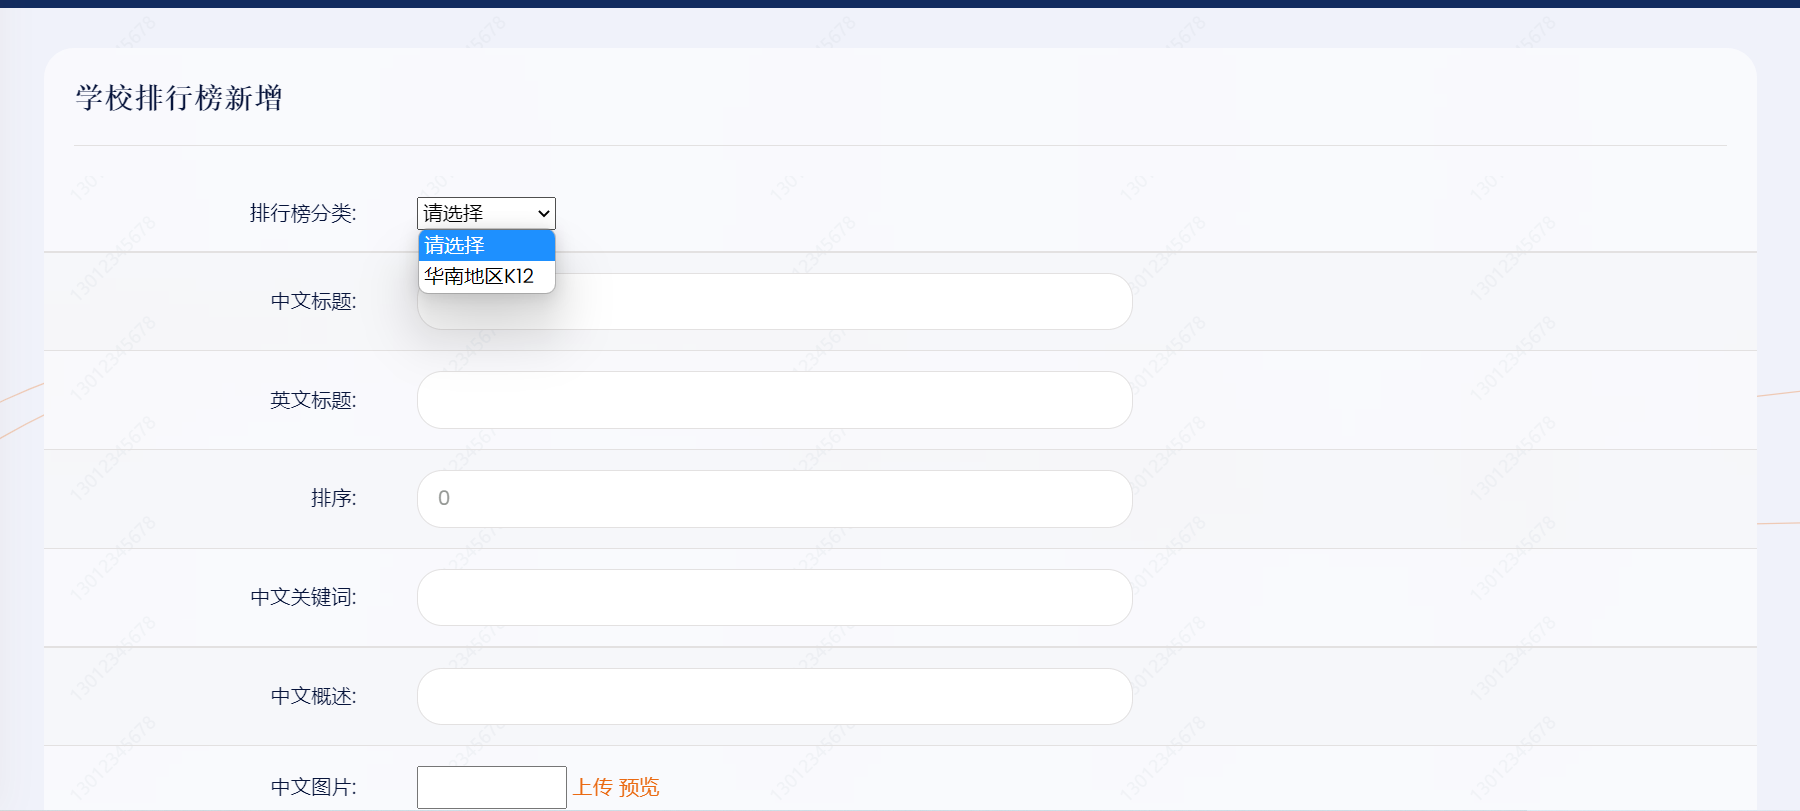 学校排行榜新增
排行榜分类:
请选择
请选择
华南地区K12
中文标题:
英文标题:
排序:
0
中文关键词:
中文概述:
中文图片:
上传 预览
13012345678